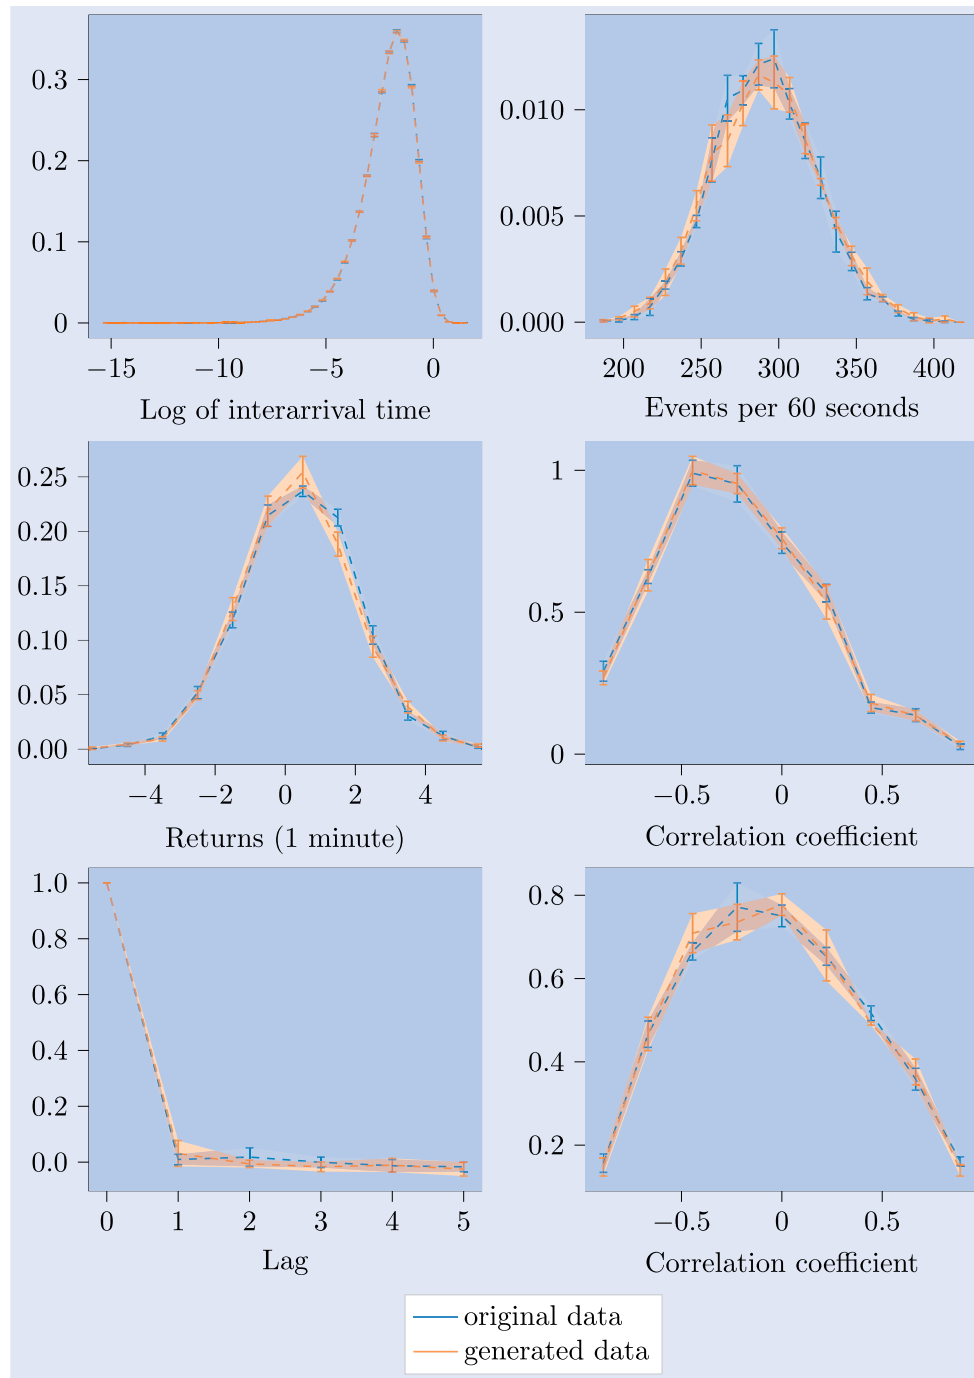 0.3
0.2
0.1
0
−15 −10 −5 0
Log of interarrival time
0.010
0.005
0.000
200 250 300 350 400
Events per 60 seconds
0.25
0.20
0.15
0.10
0.05
0.00
−4 −2 0 2 4
Returns (1 minute)
1
0.5
0
−0.5 0 0.5
Correlation coefficient
1.0
0.8
0.6
0.4
0.2
0.0
0 1 2 3 4 5
Lag
0.8
0.6
0.4
0.2
−0.5 0 0.5
Correlation coefficient
original data
generated data